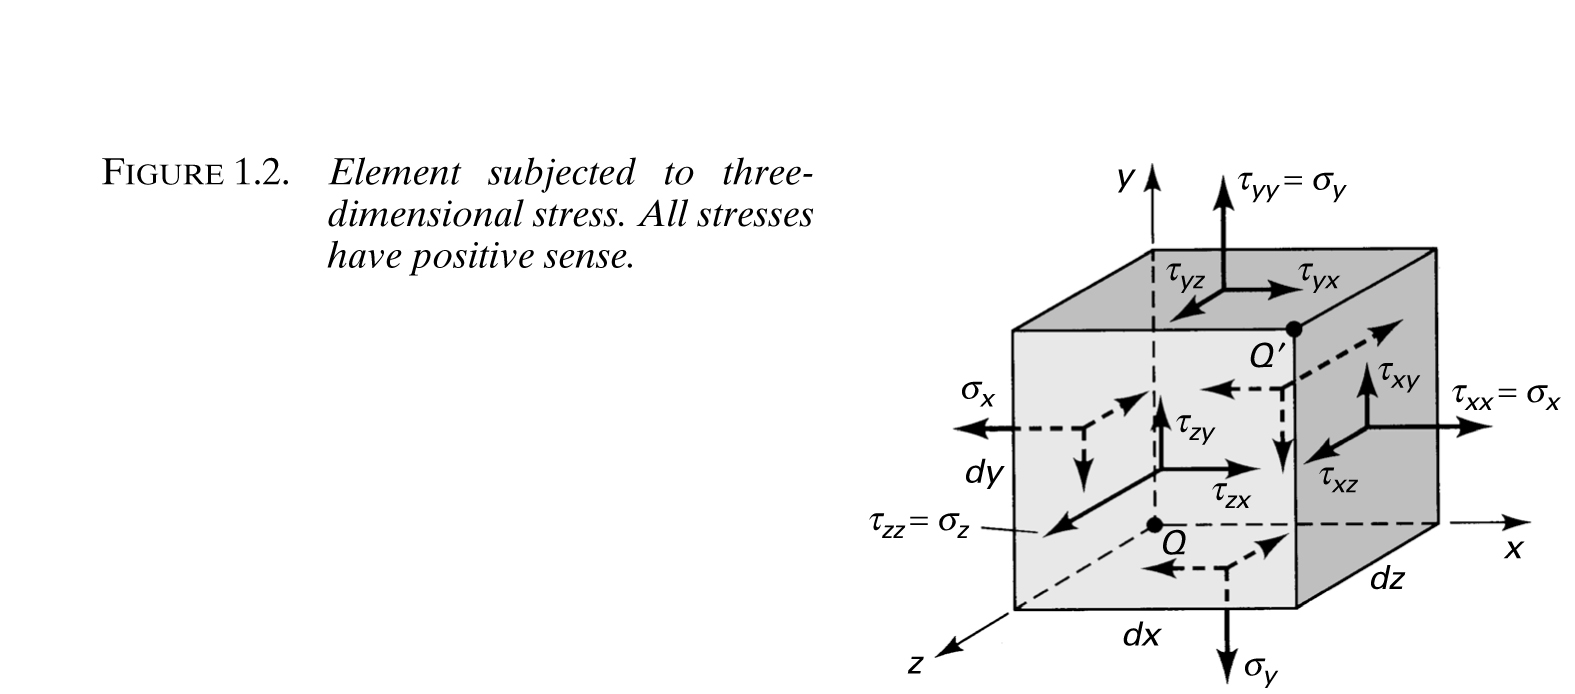 FIGURE 1.2. Element subjected to three-
dimensional stress. All stresses
have positive sense.
y
τyy = σy
τyz
τyx
Q′
σx
τxy
τxx = σx
τzy
dy
τxz
τzx
τzz = σz
Q
x
dz
dx
z
σy